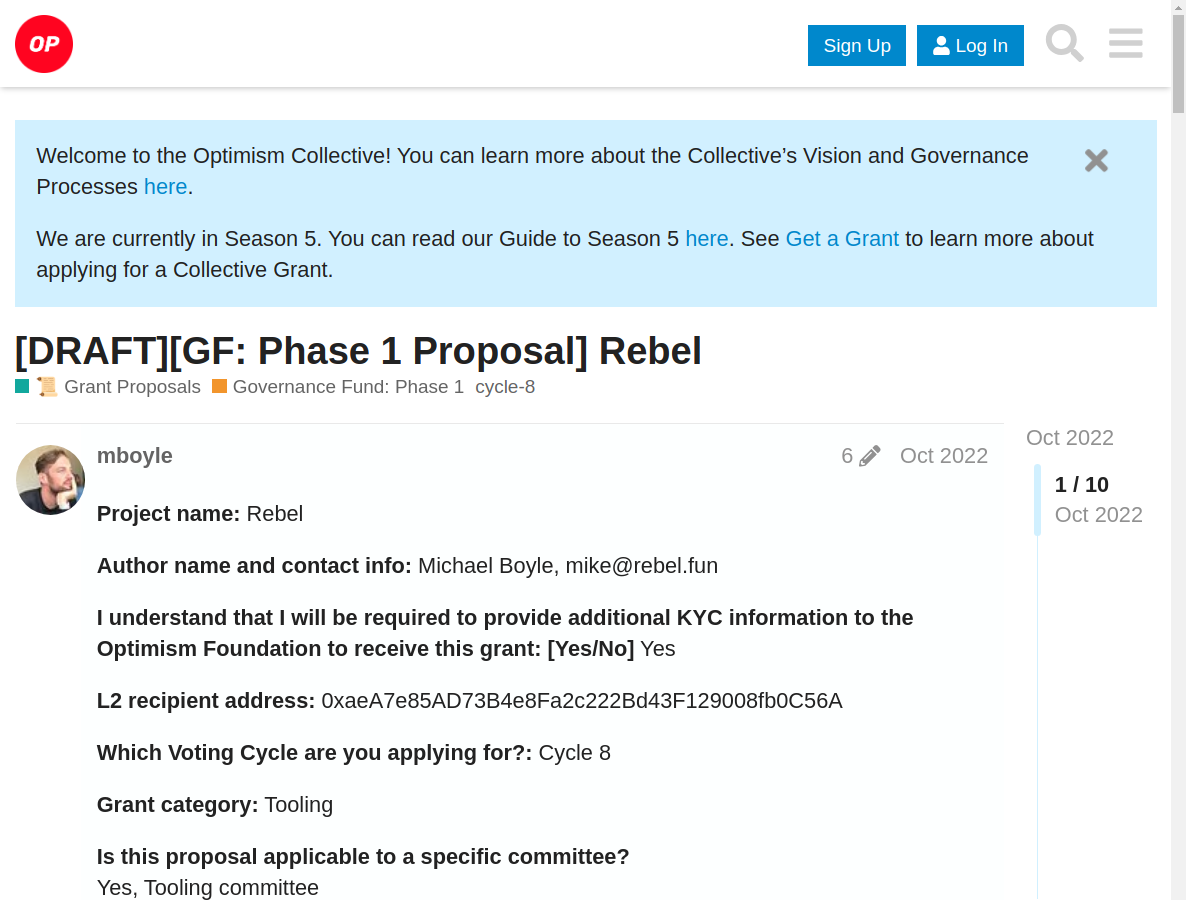 OP
Sign Up
Log In
Welcome to the Optimism Collective! You can learn more about the Collective’s Vision and Governance
Processes here.
We are currently in Season 5. You can read our Guide to Season 5 here. See Get a Grant to learn more about
applying for a Collective Grant.
[DRAFT][GF: Phase 1 Proposal] Rebel
Grant Proposals Governance Fund: Phase 1 cycle-8
mboyle 6 Oct 2022
Oct 2022
1 / 10
Oct 2022
Project name: Rebel
Author name and contact info: Michael Boyle, mike@rebel.fun
I understand that I will be required to provide additional KYC information to the
Optimism Foundation to receive this grant: [Yes/No] Yes
L2 recipient address: 0xaeA7e85AD73B4e8Fa2c222Bd43F129008fb0C56A
Which Voting Cycle are you applying for?: Cycle 8
Grant category: Tooling
Is this proposal applicable to a specific committee?
Yes, Tooling committee